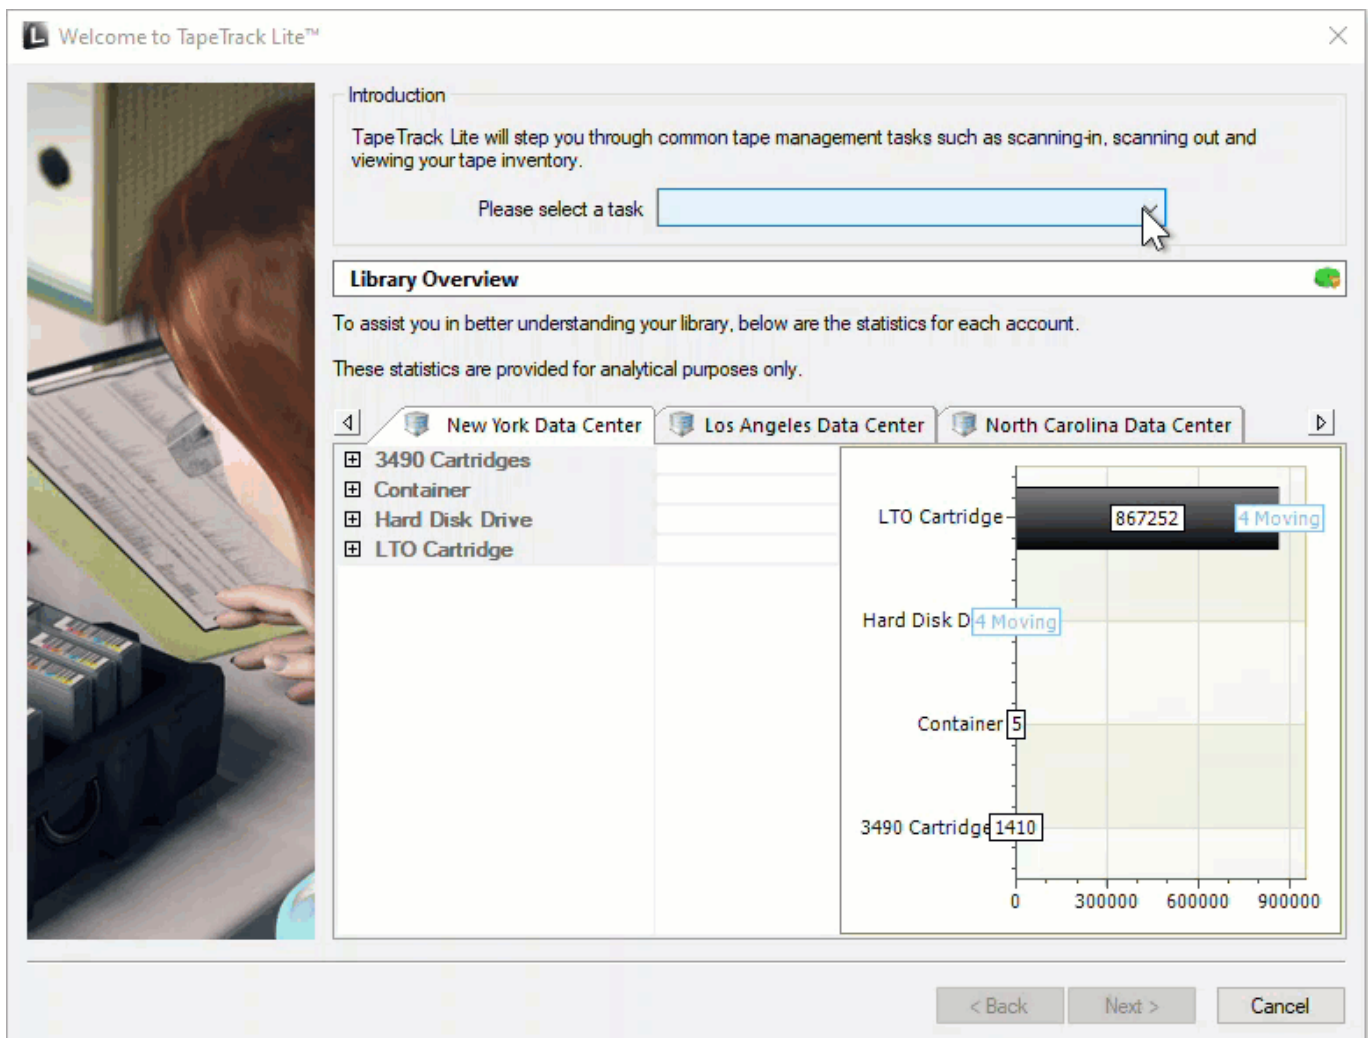 Welcome to TapeTrack Lite™
Introduction
TapeTrack Lite will step you through common tape management tasks such as scanning-in, scanning out and
viewing your tape inventory.
Please select a task
Library Overview
To assist you in better understanding your library, below are the statistics for each account.
These statistics are provided for analytical purposes only.
New York Data Center
Los Angeles Data Center
North Carolina Data Center
3490 Cartridges
Container
Hard Disk Drive
LTO Cartridge
LTO Cartridge 867252 4 Moving
Hard Disk D 4 Moving
Container 5
3490 Cartridge 1410
0 300000 600000 900000
< Back Next > Cancel